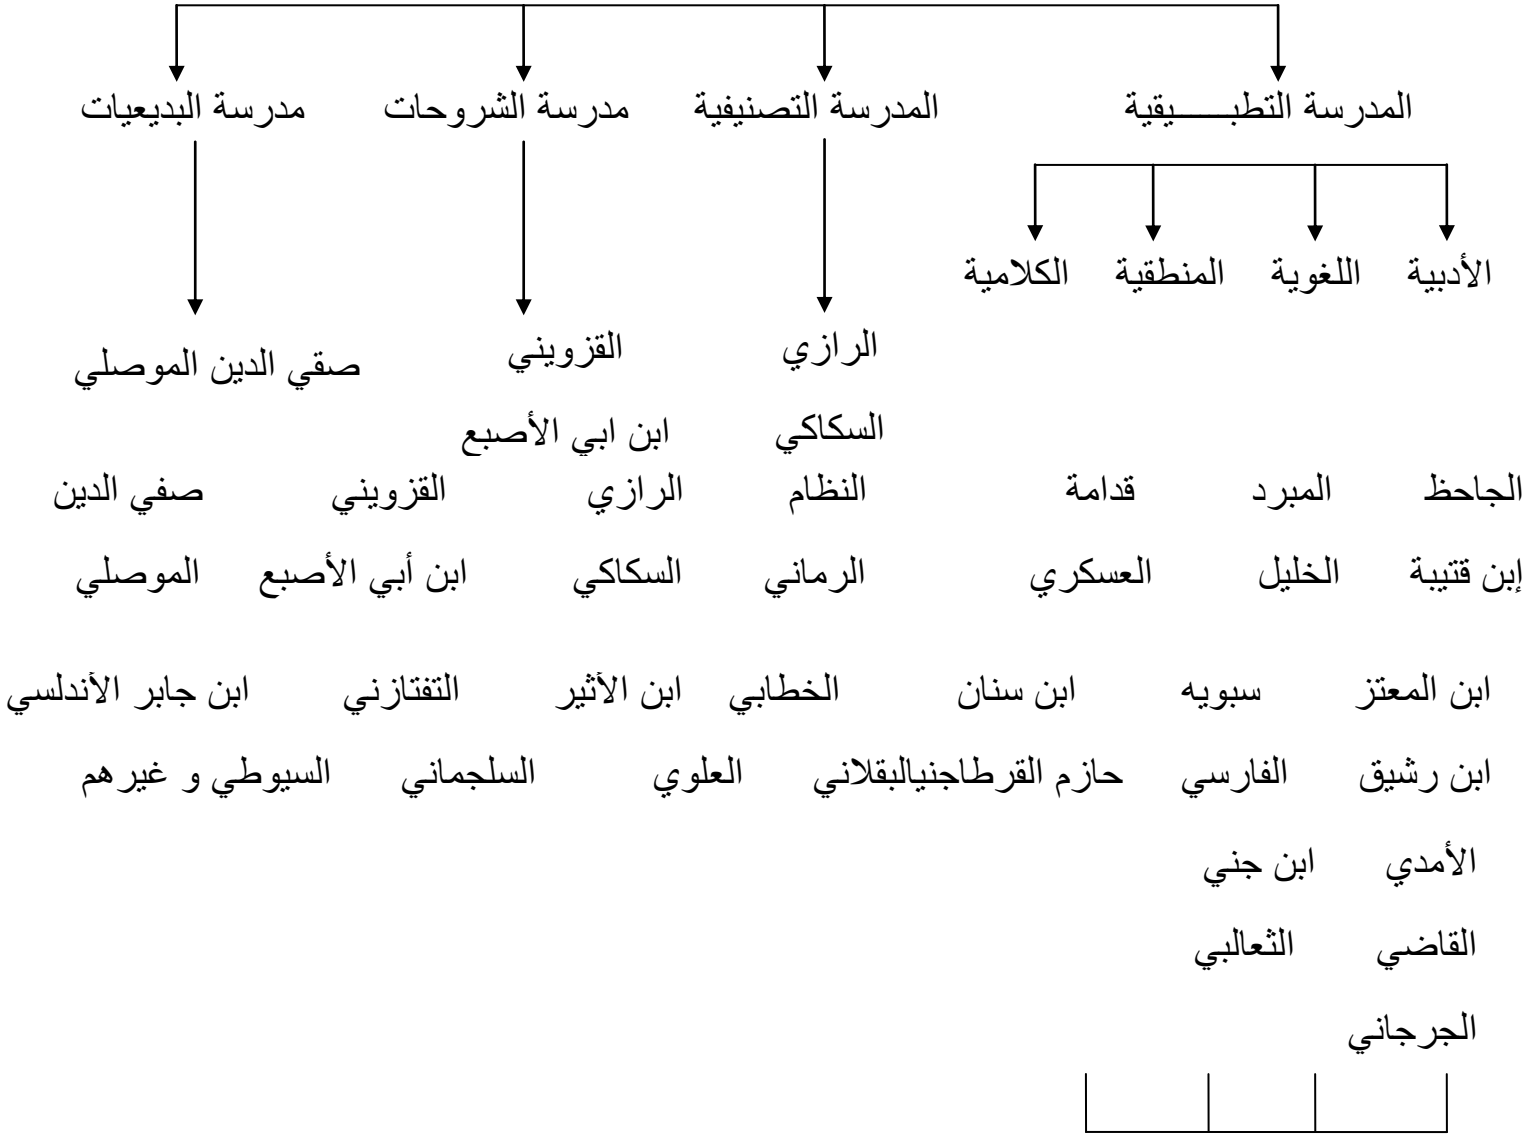 المدرسة التطبـــــيقية المدرسة التصنيفية مدرسة الشروحات مدرسة البديعيات
الأدبية اللغوية المنطقية الكلامية
الرازي القزويني صقي الدين الموصلي
السكاكي ابن ابي الأصبع
الجاحظ المبرد قدامة النظام الرازي القزويني صفي الدين
إبن قتيبة الخليل العسكري الرماني السكاكي ابن أبي الأصبع الموصلي
ابن المعتز سبويه ابن سنان الخطابي ابن الأثير التفتازني ابن جابر الأندلسي
ابن رشيق الفارسي حازم القرطاجنيالبقلاني العلوي السلجماني السيوطي و غيرهم
الأمدي ابن جني
القاضي الثعالبي
الجرجاني